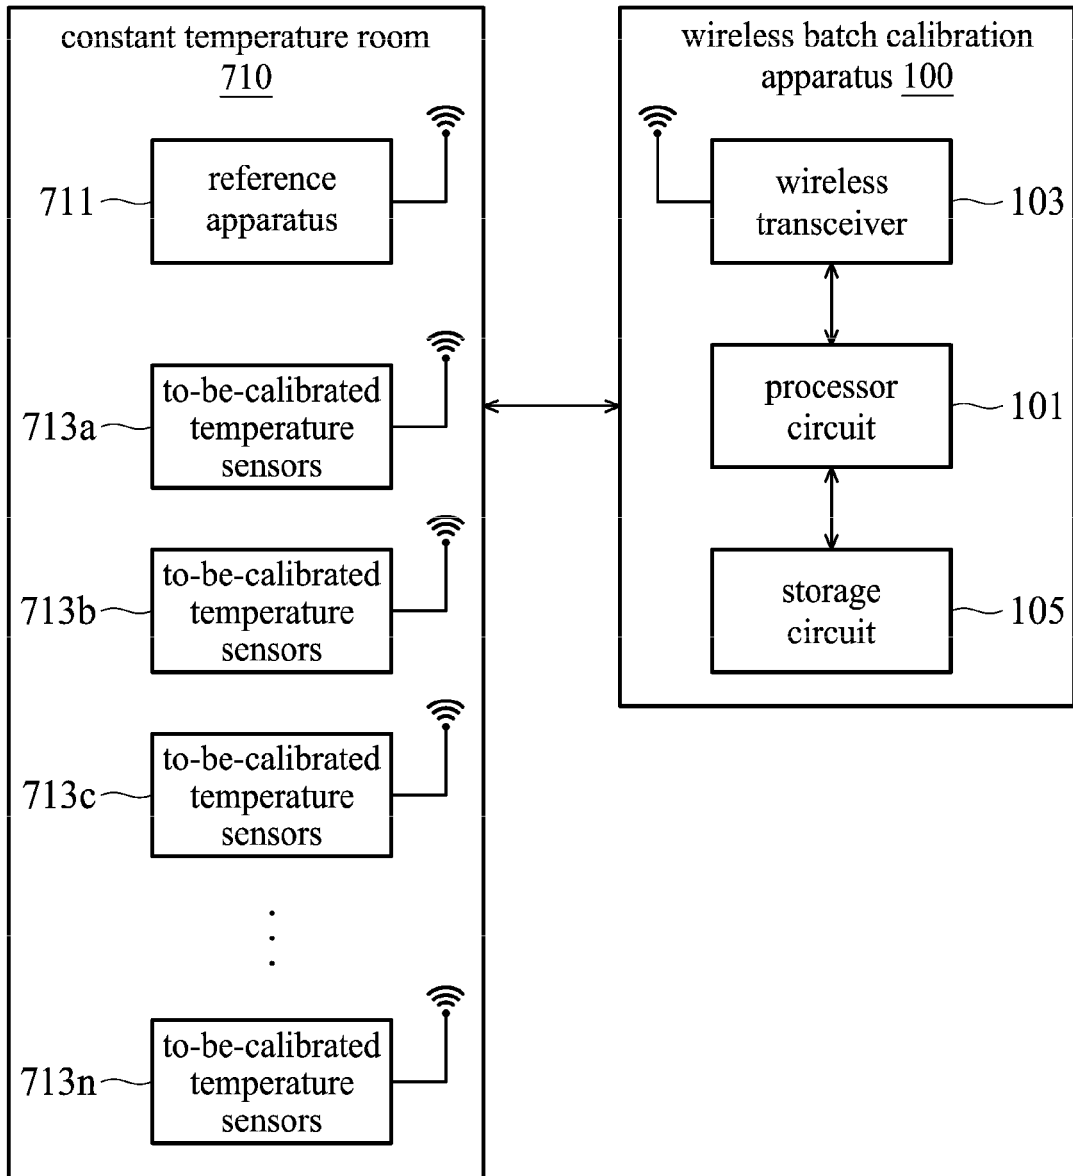 constant temperature room
710
711
reference
apparatus
713a
to-be-calibrated
temperature
sensors
713b
to-be-calibrated
temperature
sensors
713c
to-be-calibrated
temperature
sensors
713n
to-be-calibrated
temperature
sensors
wireless batch calibration
apparatus 100
wireless
transceiver
103
processor
circuit
101
storage
circuit
105